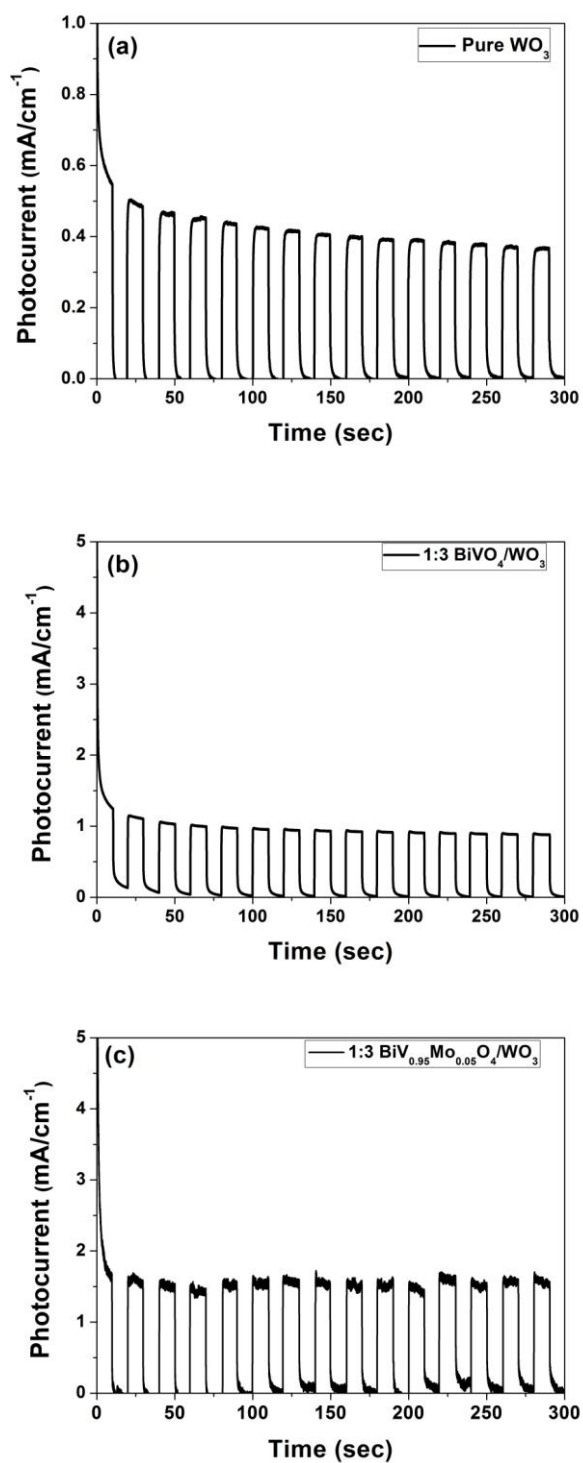 (a)
Pure WO₃
Photocurrent (mA/cm⁻¹)
1.0
0.8
0.6
0.4
0.2
0.0
0 50 100 150 200 250 300
Time (sec)
(b)
1:3 BiVO₄/WO₃
Photocurrent (mA/cm⁻¹)
5
4
3
2
1
0
0 50 100 150 200 250 300
Time (sec)
(c)
1:3 BiV₀.₉₅Mo₀.₀₅O₄/WO₃
Photocurrent (mA/cm⁻¹)
5
4
3
2
1
0
0 50 100 150 200 250 300
Time (sec)